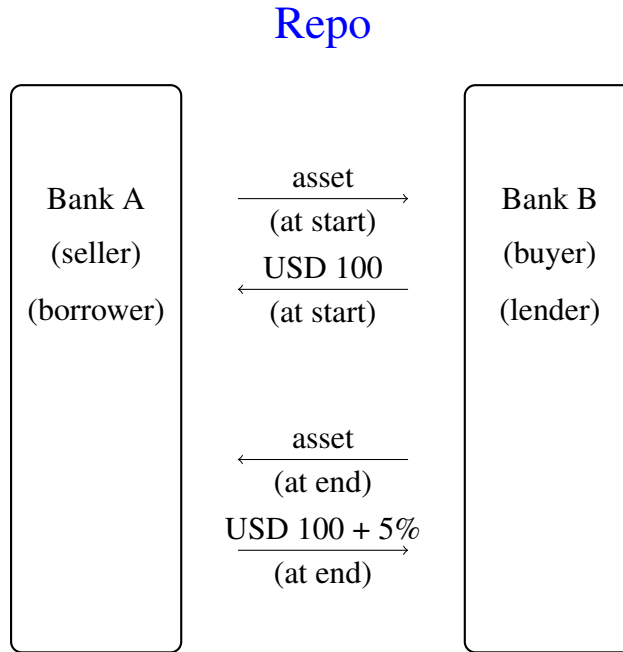 Repo
Bank A
(seller)
(borrower)
asset
(at start)
USD 100
(at start)
asset
(at end)
USD 100 + 5%
(at end)
Bank B
(buyer)
(lender)